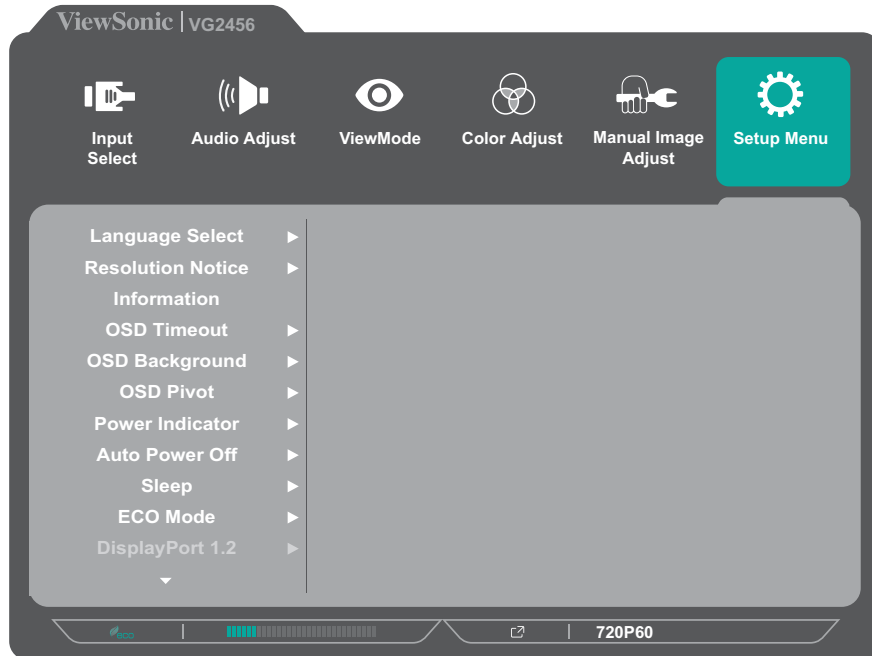 ViewSonic | VG2456
Input
Select
Audio Adjust
ViewMode
Color Adjust
Manual Image
Adjust
Setup Menu
Language Select
Resolution Notice
Information
OSD Timeout
OSD Background
OSD Pivot
Power Indicator
Auto Power Off
Sleep
ECO Mode
DisplayPort 1.2
eco
720P60